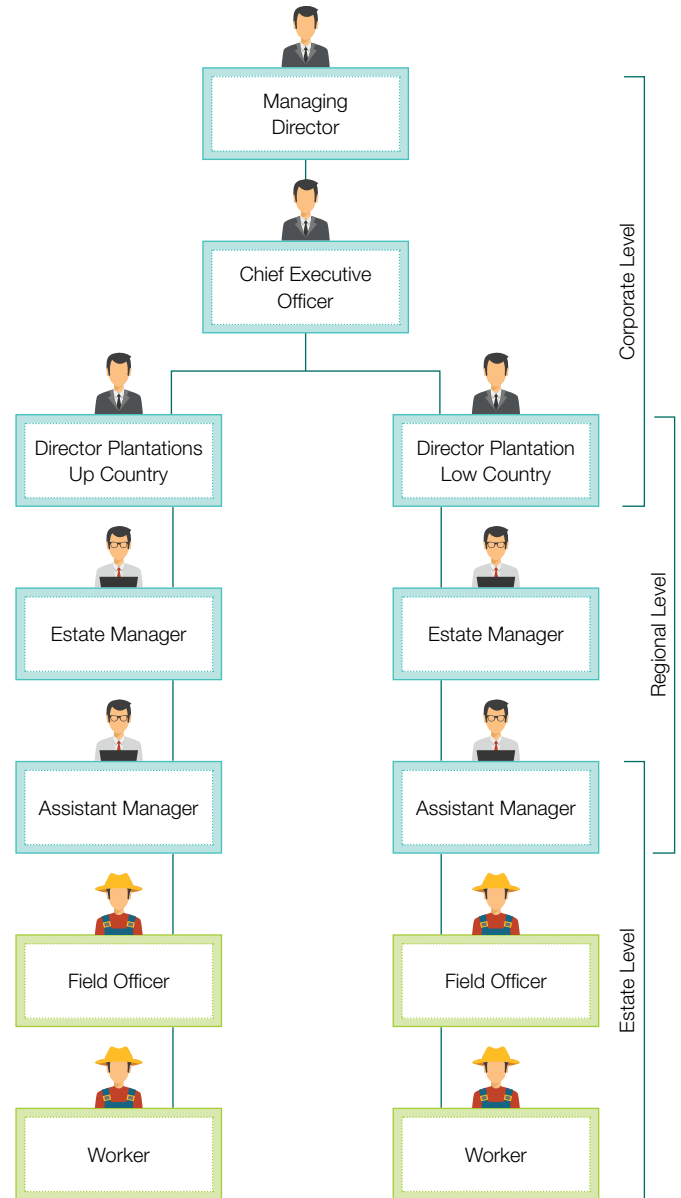 Managing
Director
Chief Executive
Officer
Corporate Level
Director Plantations
Up Country
Director Plantation
Low Country
Estate Manager
Estate Manager
Regional Level
Assistant Manager
Assistant Manager
Field Officer
Field Officer
Estate Level
Worker
Worker